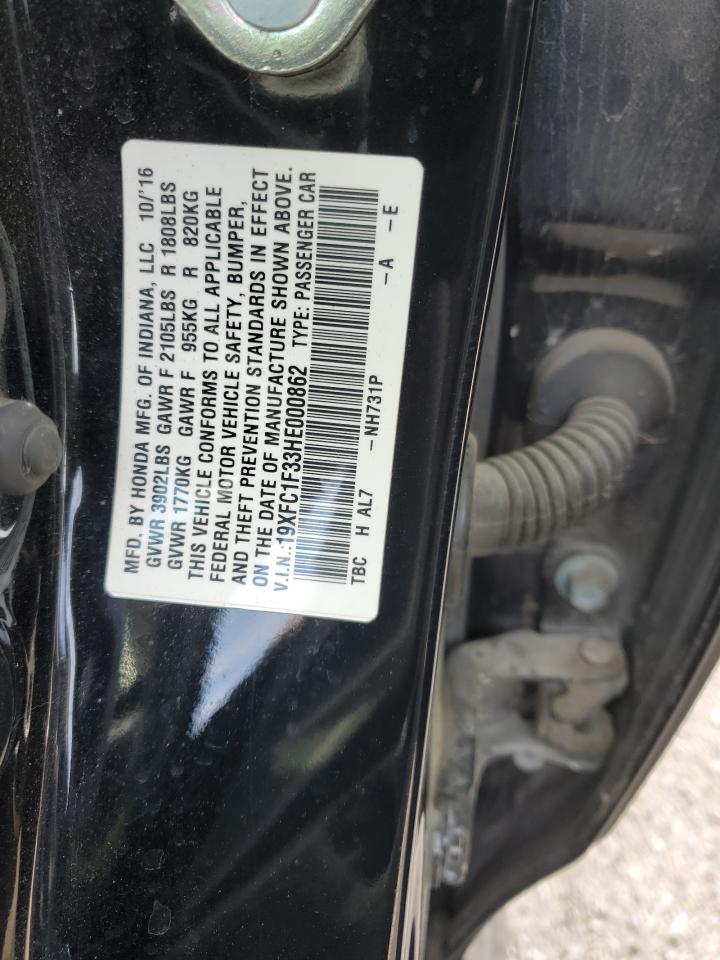 MFD. BY HONDA MFG. OF INDIANA, LLC 10/'16
GVWR 3902LBS GAWR F 2105LBS R 1808LBS
GVWR 1770KG GAWR F 955KG R 820KG
THIS VEHICLE CONFORMS TO ALL APPLICABLE
FEDERAL MOTOR VEHICLE SAFETY, BUMPER,
AND THEFT PREVENTION STANDARDS IN EFFECT
ON THE DATE OF MANUFACTURE SHOWN ABOVE.
V.I.N.:19XFC1F33HE000862 TYPE: PASSENGER CAR
TBC H AL7 -NH731P -A -E